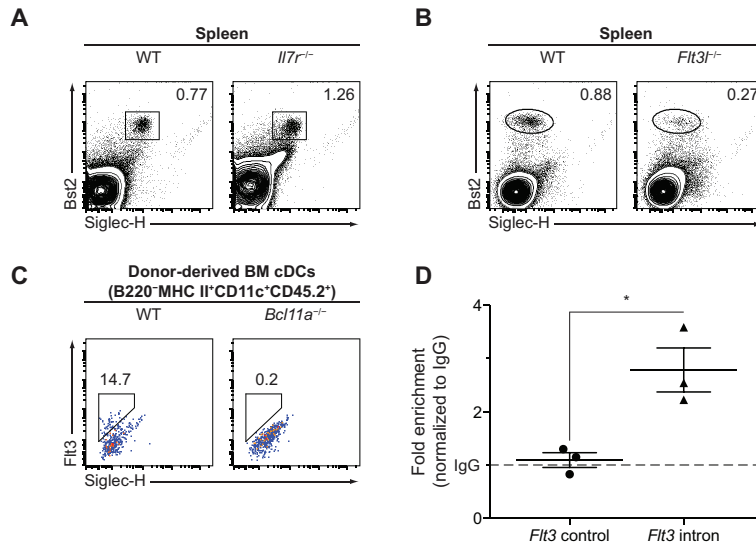 A
Spleen
WT
Il7r⁻/⁻
0.77
1.26
Bst2
Siglec-H
B
Spleen
WT
Flt3l⁻/⁻
0.88
0.27
Bst2
Siglec-H
C
Donor-derived BM cDCs
(B220⁻MHC II⁺CD11c⁺CD45.2⁺)
WT
Bcl11a⁻/⁻
14.7
0.2
Flt3
Siglec-H
D
Fold enrichment
(normalized to IgG)
4
2
IgG
0
*
Flt3 control
Flt3 intron